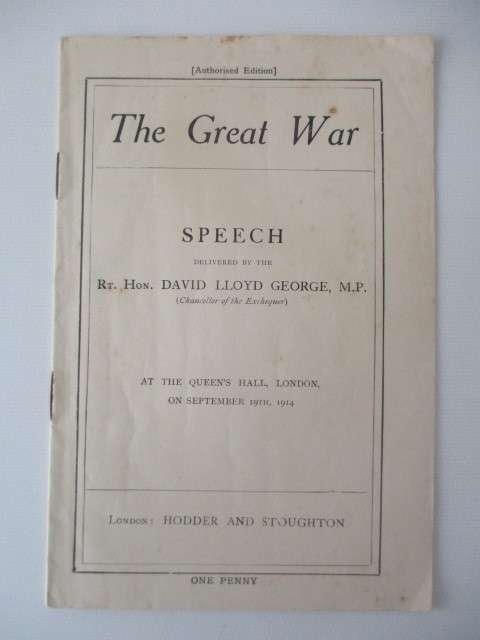 [Authorised Edition]
The Great War
SPEECH
DELIVERED BY THE
RT. HON. DAVID LLOYD GEORGE, M.P.
(Chancellor of the Exchequer)
AT THE QUEEN'S HALL, LONDON,
ON SEPTEMBER 19TH, 1914
LONDON: HODDER AND STOUGHTON
ONE PENNY